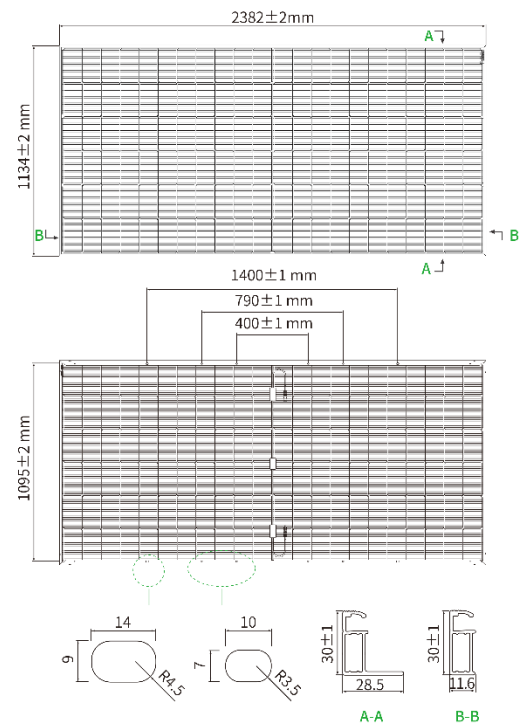 2382±2mm
A
1134±2 mm
B
B
A
1400±1 mm
790±1 mm
400±1 mm
1095±2 mm
14
9
R4.5
10
7
R3.5
30±1
28.5
A-A
30±1
11.6
B-B